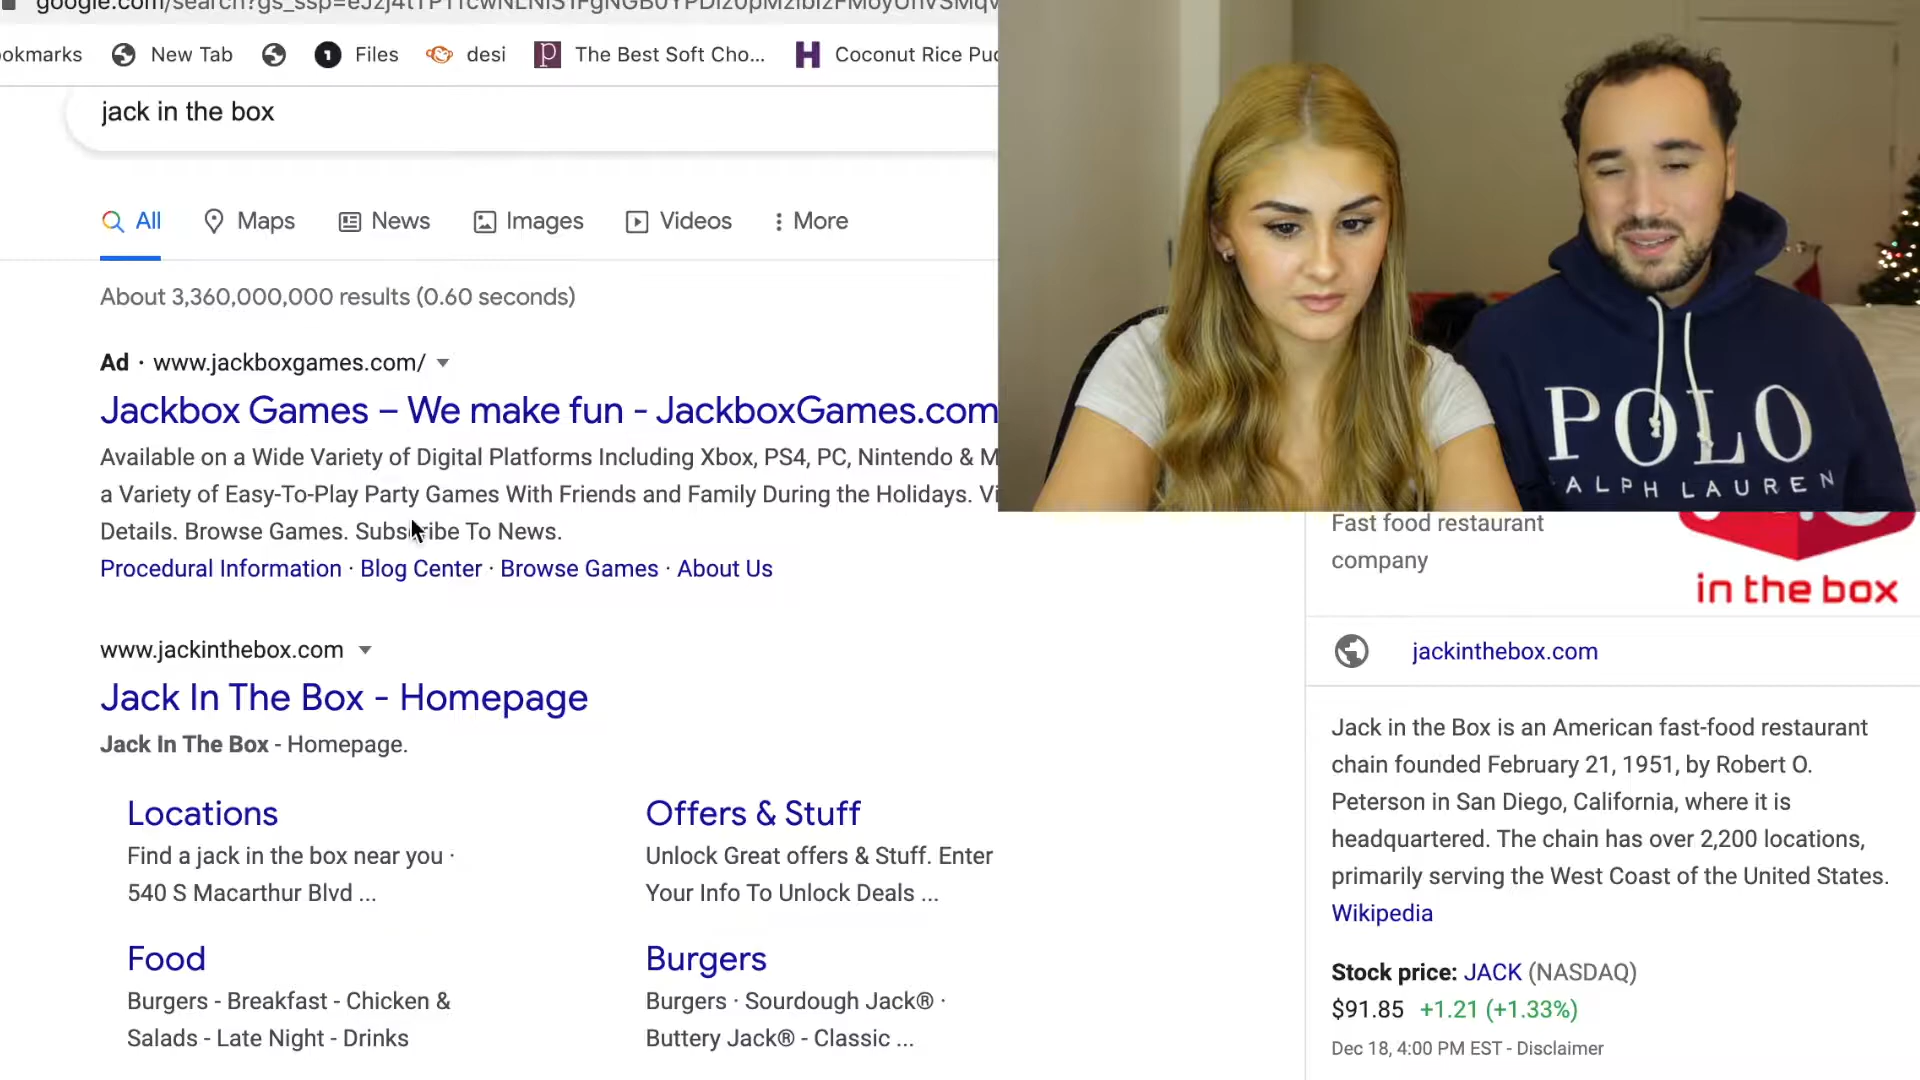 ookmarks New Tab Files desi The Best Soft Cho... Coconut Rice Pu
jack in the box
All Maps News Images Videos More
About 3,360,000,000 results (0.60 seconds)
Ad · www.jackboxgames.com/
Jackbox Games – We make fun - JackboxGames.com
Available on a Wide Variety of Digital Platforms Including Xbox, PS4, PC, Nintendo & M
a Variety of Easy-To-Play Party Games With Friends and Family During the Holidays. Vi
Details. Browse Games. Subscribe To News.
Procedural Information · Blog Center · Browse Games · About Us
www.jackinthebox.com
Jack In The Box - Homepage
Jack In The Box - Homepage.
Locations
Find a jack in the box near you ·
540 S Macarthur Blvd ...
Offers & Stuff
Unlock Great offers & Stuff. Enter
Your Info To Unlock Deals ...
Food
Burgers - Breakfast - Chicken &
Salads - Late Night - Drinks
Burgers
Burgers · Sourdough Jack® ·
Buttery Jack® - Classic ...
POLO
RALPH LAUREN
Fast food restaurant
company
in the box
jackinthebox.com
Jack in the Box is an American fast-food restaurant
chain founded February 21, 1951, by Robert O.
Peterson in San Diego, California, where it is
headquartered. The chain has over 2,200 locations,
primarily serving the West Coast of the United States.
Wikipedia
Stock price: JACK (NASDAQ)
$91.85 +1.21 (+1.33%)
Dec 18, 4:00 PM EST - Disclaimer